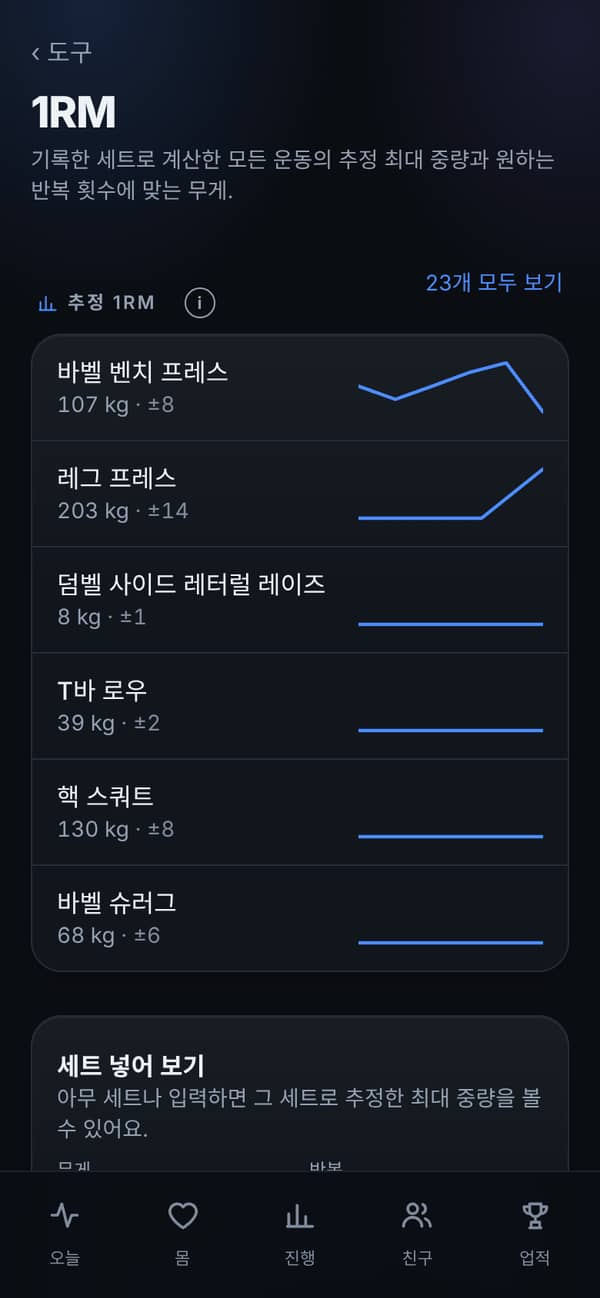 ‹ 도구
1RM
기록한 세트로 계산한 모든 운동의 추정 최대 중량과 원하는
반복 횟수에 맞는 무게.
23개 모두 보기
추정 1RM
i
바벨 벤치 프레스
107 kg · ±8
레그 프레스
203 kg · ±14
덤벨 사이드 레터럴 레이즈
8 kg · ±1
T바 로우
39 kg · ±2
핵 스쿼트
130 kg · ±8
바벨 슈러그
68 kg · ±6
세트 넣어 보기
아무 세트나 입력하면 그 세트로 추정한 최대 중량을 볼
수 있어요.
무게 반복
오늘 몸 진행 친구 업적